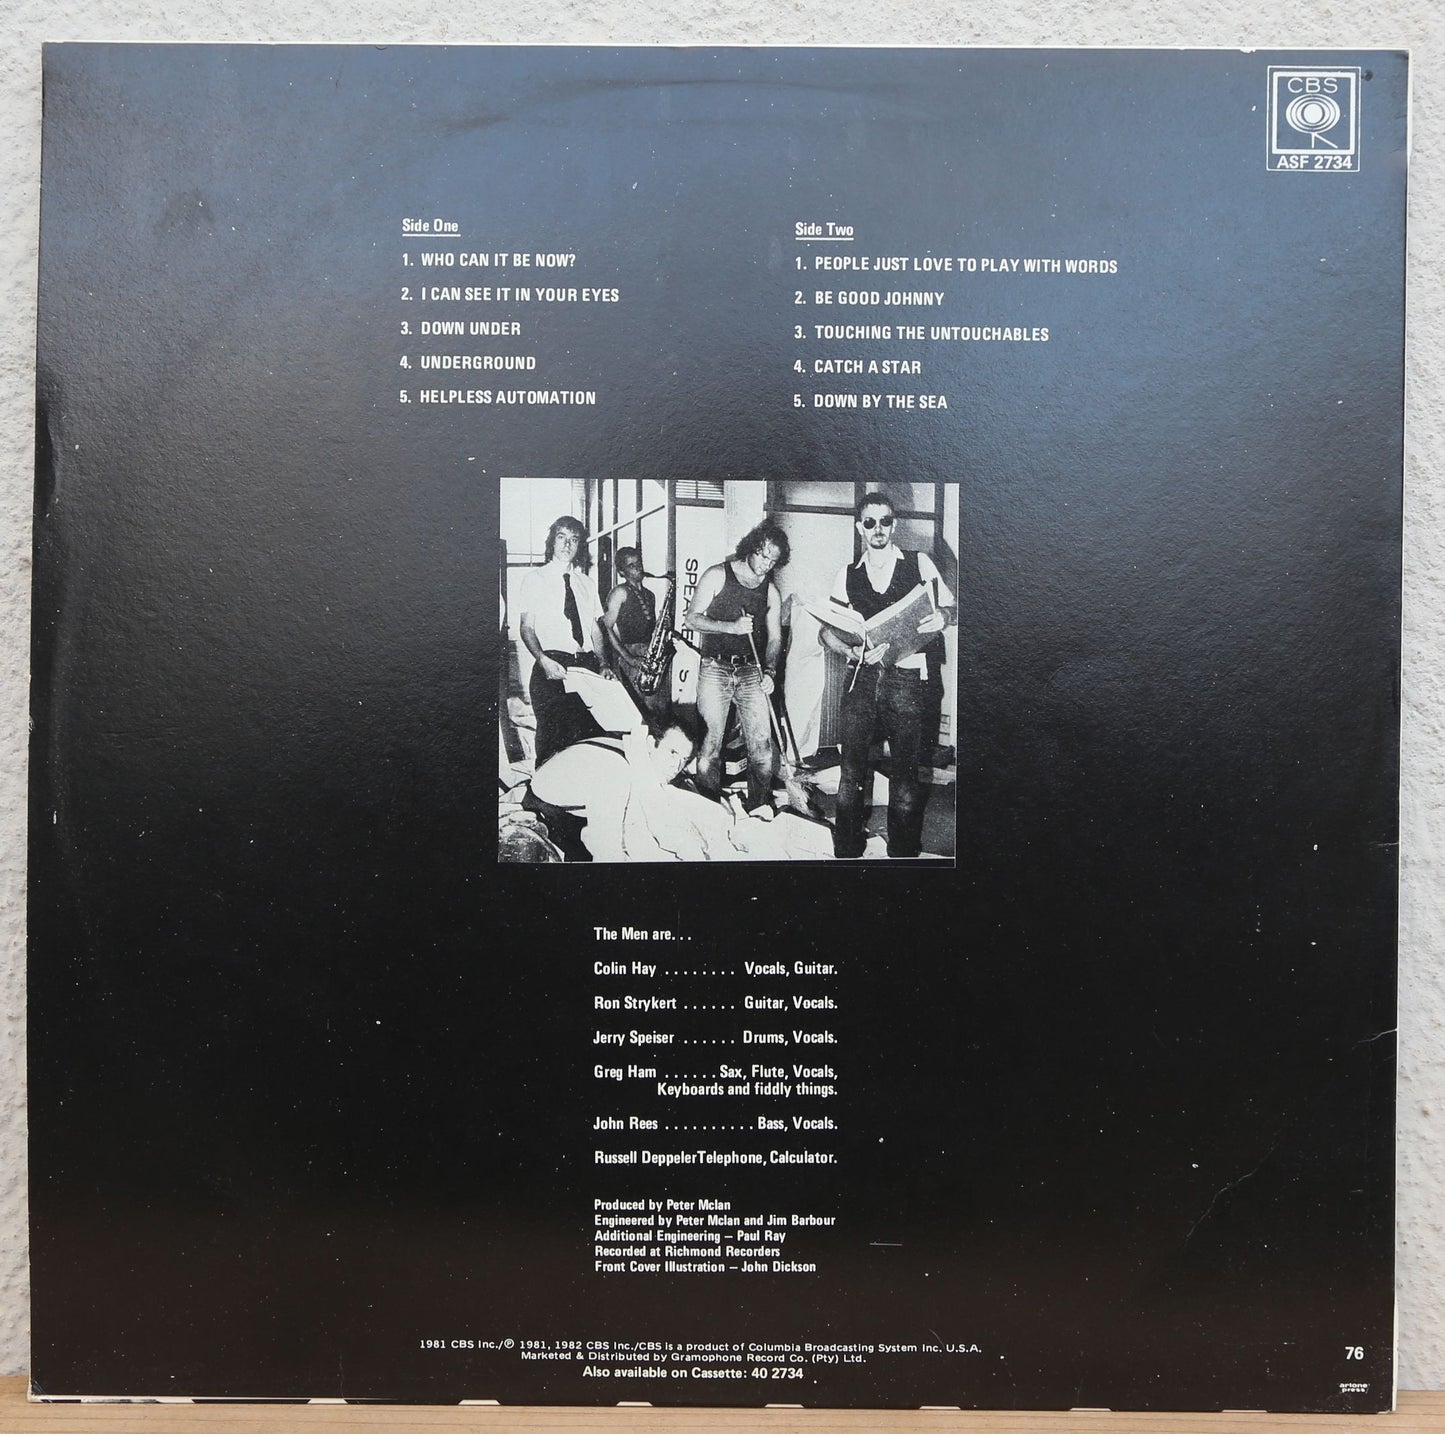 CBS
ASF 2734
Side One
1. WHO CAN IT BE NOW?
2. I CAN SEE IT IN YOUR EYES
3. DOWN UNDER
4. UNDERGROUND
5. HELPLESS AUTOMATION
Side Two
1. PEOPLE JUST LOVE TO PLAY WITH WORDS
2. BE GOOD JOHNNY
3. TOUCHING THE UNTOUCHABLES
4. CATCH A STAR
5. DOWN BY THE SEA
The Men are. . .
Colin Hay . . . . . . . . Vocals, Guitar.
Ron Strykert . . . . . . Guitar, Vocals.
Jerry Speiser . . . . . . Drums, Vocals.
Greg Ham . . . . . . Sax, Flute, Vocals,
Keyboards and fiddly things.
John Rees . . . . . . . . . . Bass, Vocals.
Russell Deppeler Telephone, Calculator.
Produced by Peter Mclan
Engineered by Peter Mclan and Jim Barbour
Additional Engineering – Paul Ray
Recorded at Richmond Recorders
Front Cover Illustration – John Dickson
1981 CBS Inc./℗ 1981, 1982 CBS Inc./CBS is a product of Columbia Broadcasting System Inc. U.S.A.
Marketed & Distributed by Gramophone Record Co. (Pty) Ltd.
Also available on Cassette: 40 2734
76
artone
press